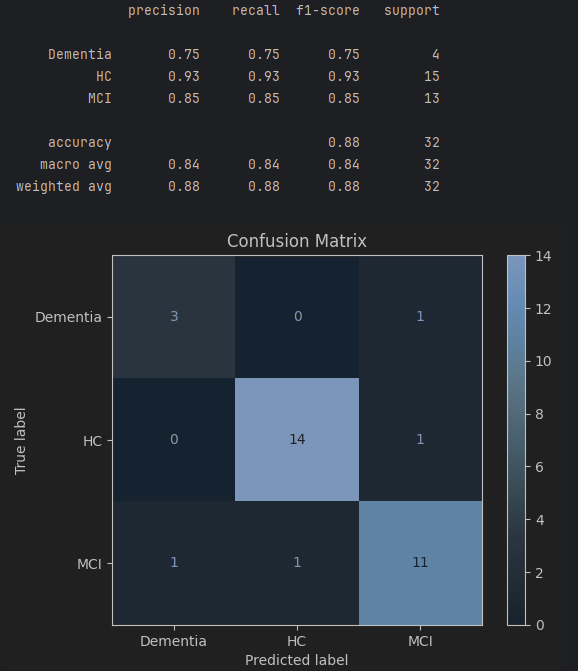 precision recall f1-score support
Dementia 0.75 0.75 0.75 4
HC 0.93 0.93 0.93 15
MCI 0.85 0.85 0.85 13
accuracy 0.88 32
macro avg 0.84 0.84 0.84 32
weighted avg 0.88 0.88 0.88 32
Confusion Matrix
14
Dementia 3 0 1
12
10
HC 0 14 1
8
True label
6
4
MCI 1 1 11
2
0
Dementia HC MCI
Predicted label